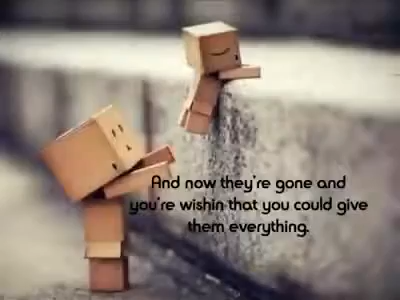 And now they're gone and
you're wishin that you could give
them everything.